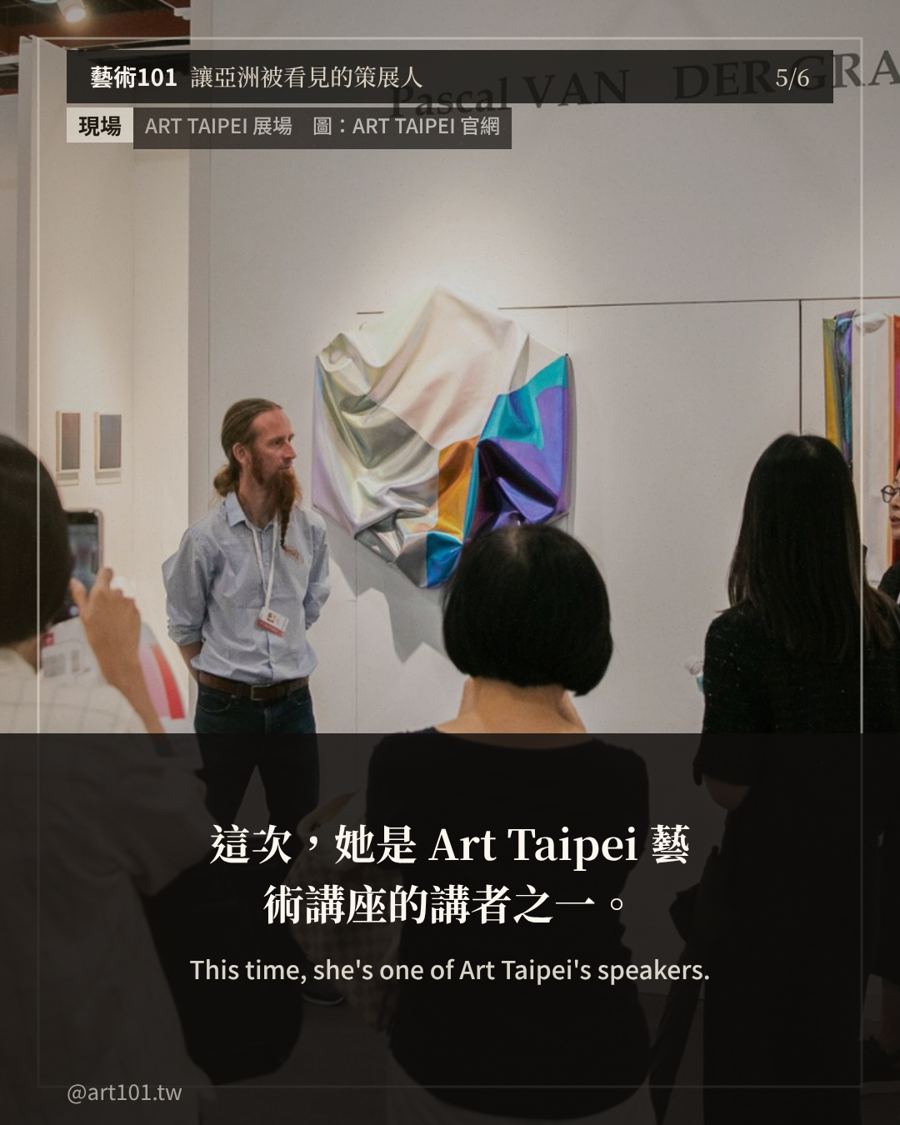 藝術101 讓亞洲被看見的策展人 5/6
Pascal VAN DER GRA
現場 ART TAIPEI 展場 圖：ART TAIPEI 官網
這次，她是 Art Taipei 藝
術講座的講者之一。
This time, she's one of Art Taipei's speakers.
@art101.tw